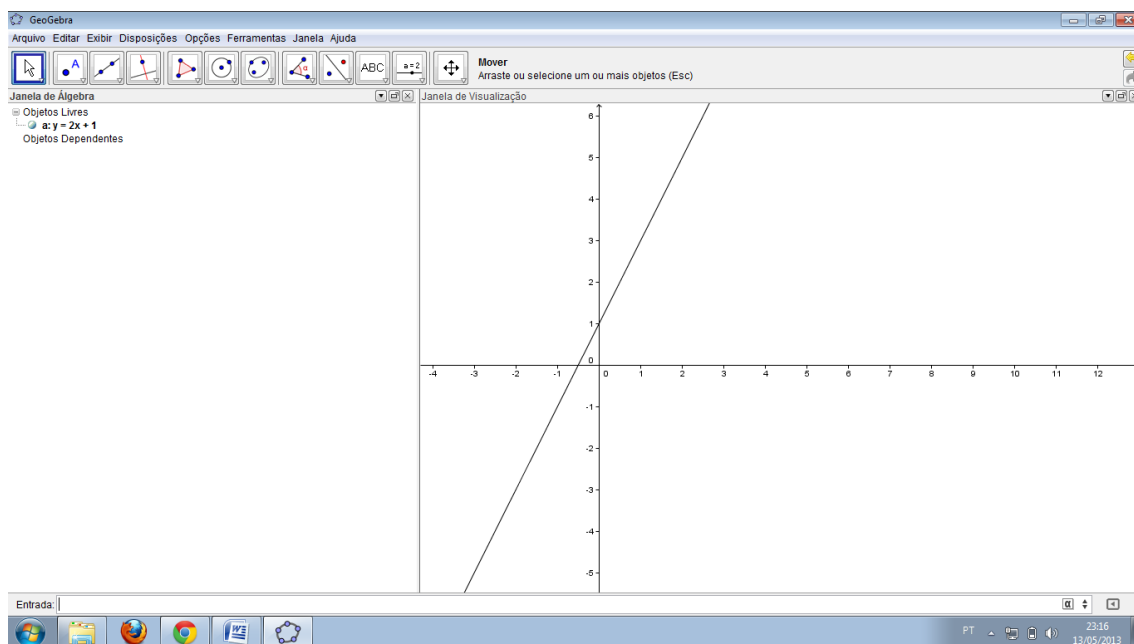 GeoGebra
Arquivo Editar Exibir Disposições Opções Ferramentas Janela Ajuda
A
α
ABC
a=2
Mover
Arraste ou selecione um ou mais objetos (Esc)
Janela de Álgebra
Janela de Visualização
Objetos Livres
a: y = 2x + 1
Objetos Dependentes
6
5
4
3
2
1
0
-4 -3 -2 -1 0 1 2 3 4 5 6 7 8 9 10 11 12
-1
-2
-3
-4
-5
Entrada:
α
W
PT
23:16
13/05/2013